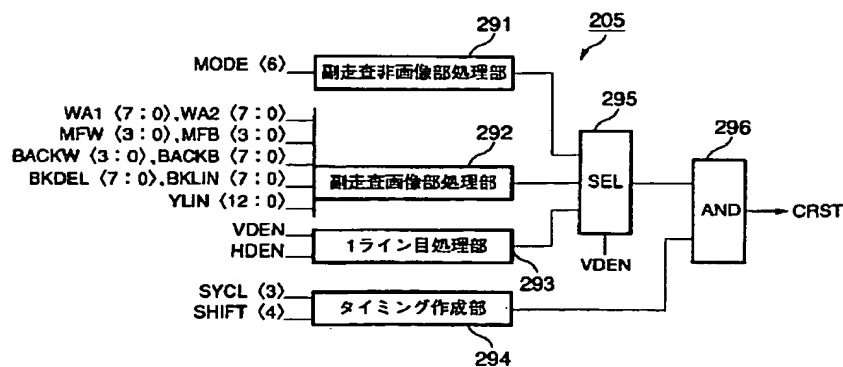 205
291
MODE〈6〉
副走査非画像部処理部
WA1〈7:0〉,WA2〈7:0〉
MFW〈3:0〉,MFB〈3:0〉
BACKW〈3:0〉,BACKB〈7:0〉
BKDEL〈7:0〉,BKLIN〈7:0〉
YLIN〈12:0〉
292
副走査画像部処理部
295
SEL
VDEN
296
AND
CRST
VDEN
HDEN
1ライン目処理部
293
SYCL〈3〉
SHIFT〈4〉
タイミング作成部
294